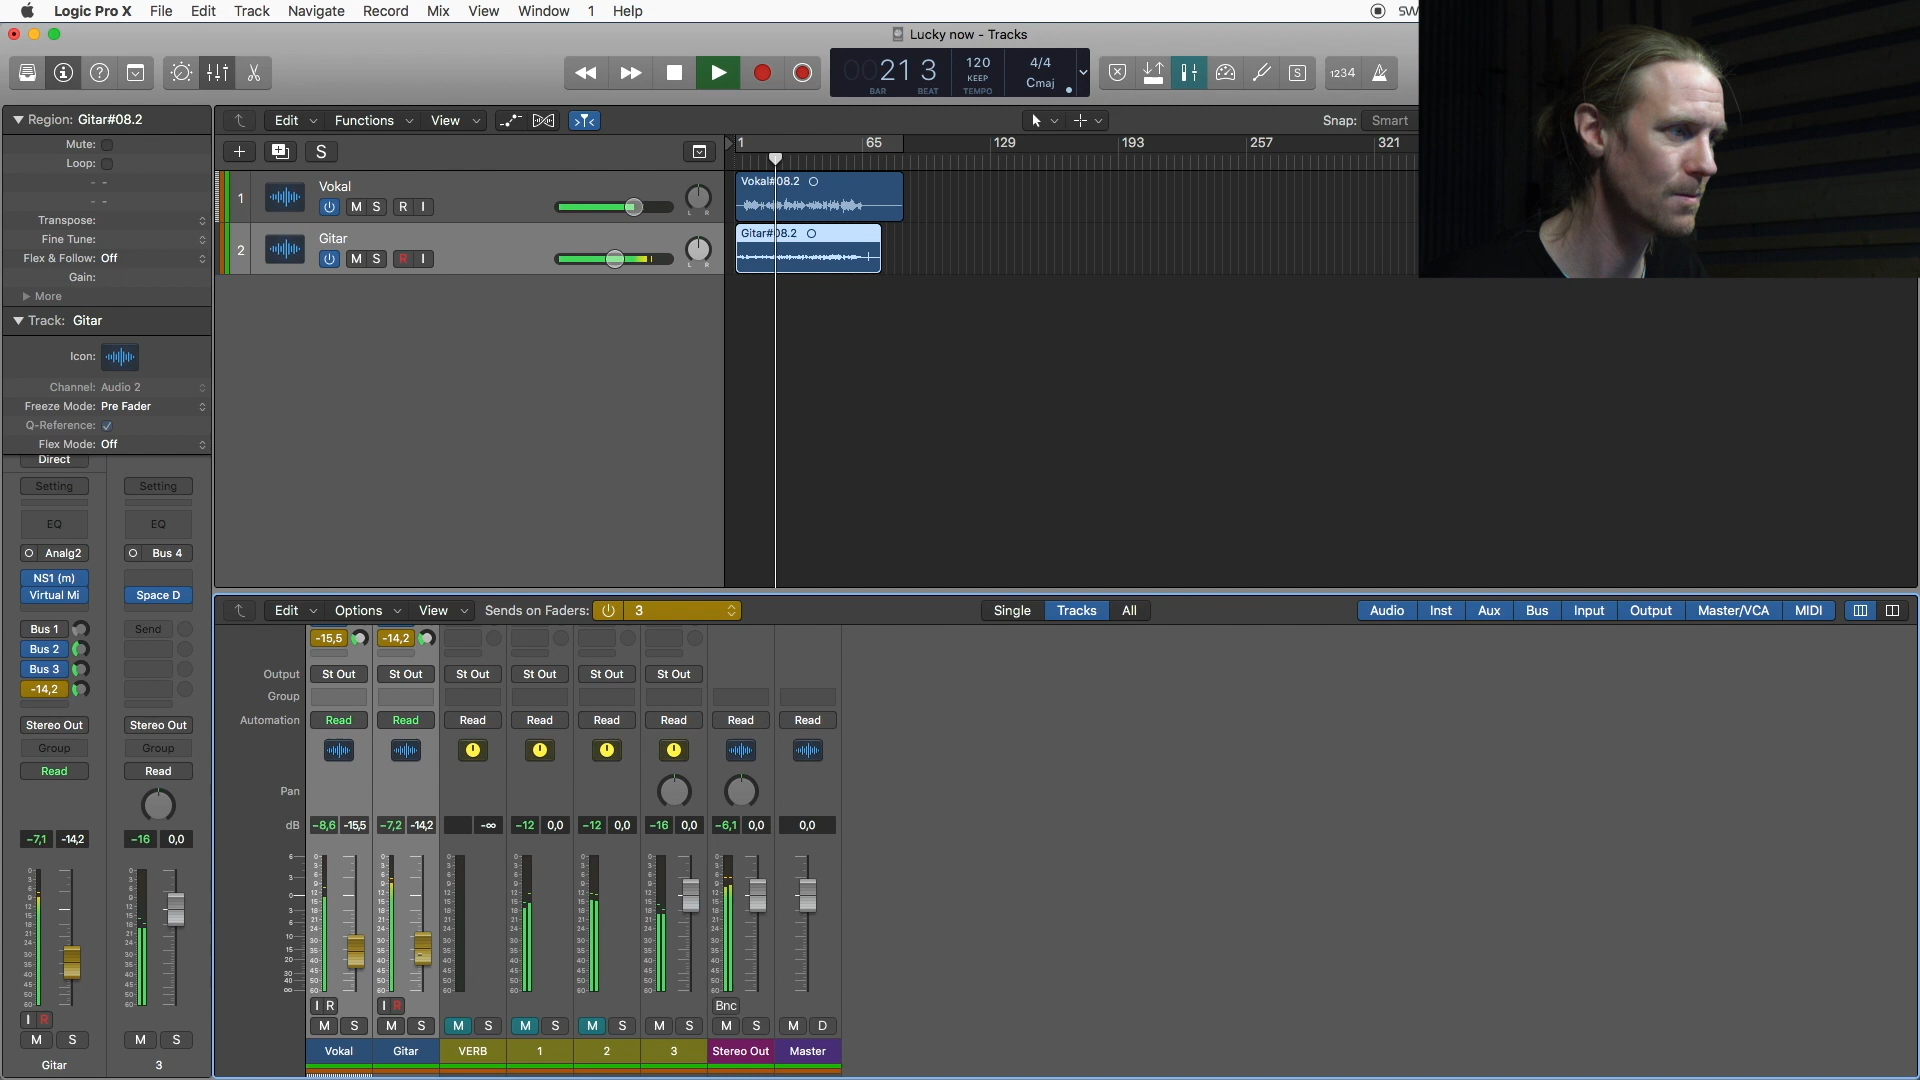 Logic Pro X File Edit Track Navigate Record Mix View Window 1 Help
SW
Lucky now - Tracks
0021 3 120 4/4
KEEP Cmaj
BAR BEAT TEMPO
S 1234
Region: Gitar#08.2
Mute:
Loop:
- -
- -
Transpose:
Fine Tune:
Flex & Follow: Off
Gain:
More
Track: Gitar
Icon:
Channel: Audio 2
Freeze Mode: Pre Fader
Q-Reference:
Flex Mode: Off
Direct
Setting Setting
EQ EQ
Analg2 Bus 4
NS1 (m)
Virtual Mi Space D
Bus 1 Send
Bus 2
Bus 3
-14,2
Stereo Out Stereo Out
Group Group
Read Read
-7,1 -14,2 -16 0,0
I R
M S M S
Gitar 3
Edit Functions View
Snap: Smart
S
1 65 129 193 257 321
1 Vokal
M S R I
L R
2 Gitar
M S R I
L R
Vokal#08.2
Gitar#08.2
Edit Options View Sends on Faders: 3
Single Tracks All
Audio Inst Aux Bus Input Output Master/VCA MIDI
-15,5 -14,2
Output St Out St Out St Out St Out St Out St Out
Group
Automation Read Read Read Read Read Read Read Read
Pan
dB -8,6 -15,5 -7,2 -14,2 -∞ -12 0,0 -12 0,0 -16 0,0 -6,1 0,0 0,0
I R I R Bnc
M S M S M S M S M S M S M S M D
Vokal Gitar VERB 1 2 3 Stereo Out Master